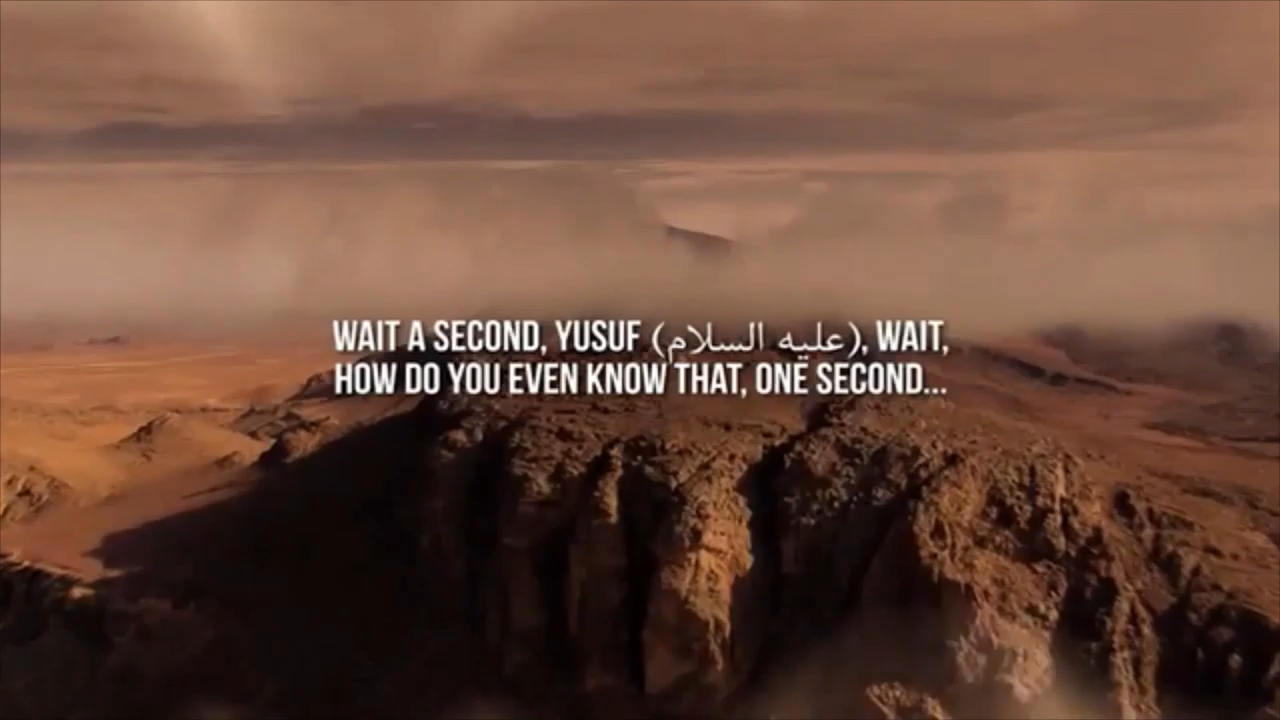 WAIT A SECOND, YUSUF (عليه السلام), WAIT,
HOW DO YOU EVEN KNOW THAT, ONE SECOND...